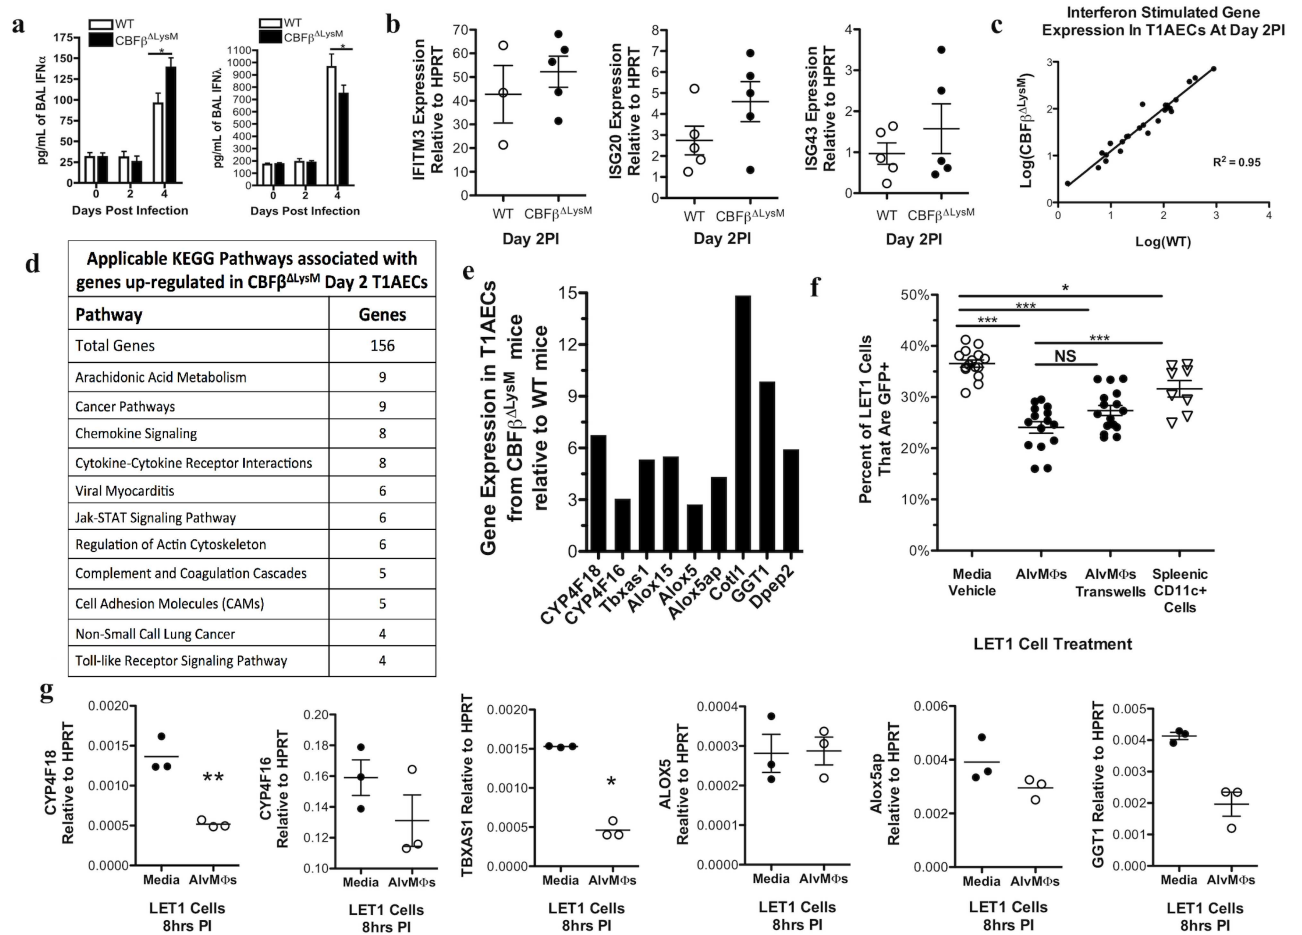 a
WT
CBFβΔLysM
pg/mL of BAL IFNα
175
150
125
100
75
50
25
0
*
0 2 4
Days Post Infection
WT
CBFβΔLysM
pg/mL of BAL IFNλ
1100
1000
900
800
700
600
500
400
300
200
100
0
*
0 2 4
Days Post Infection
b
IFITM3 Expression
Relative to HPRT
70
60
50
40
30
20
10
0
WT CBFβΔLysM
Day 2PI
ISG20 Expression
Relative to HPRT
8
7
6
5
4
3
2
1
0
WT CBFβΔLysM
Day 2PI
ISG43 Epression
Relative to HPRT
4
3
2
1
0
WT CBFβΔLysM
Day 2PI
c
Interferon Stimulated Gene
Expression In T1AECs At Day 2PI
Log(CBFβΔLysM)
3
2
1
0
R² = 0.95
0 1 2 3 4
Log(WT)
d
Applicable KEGG Pathways associated with
genes up-regulated in CBFβΔLysM Day 2 T1AECs
Pathway Genes
Total Genes 156
Arachidonic Acid Metabolism 9
Cancer Pathways 9
Chemokine Signaling 8
Cytokine-Cytokine Receptor Interactions 8
Viral Myocarditis 6
Jak-STAT Signaling Pathway 6
Regulation of Actin Cytoskeleton 6
Complement and Coagulation Cascades 5
Cell Adhesion Molecules (CAMs) 5
Non-Small Call Lung Cancer 4
Toll-like Receptor Signaling Pathway 4
e
Gene Expression in T1AECs
from CBFβΔLysM mice
relative to WT mice
15
12
9
6
3
0
CYP4F18
CYP4F16
Tbxas1
Alox15
Alox5
Alox5ap
Cotl1
GGT1
Dpep2
f
Percent of LET1 Cells
That Are GFP+
50%
40%
30%
20%
10%
0%
*
***
***
***
NS
Media
Vehicle
AlvMΦs
AlvMΦs
Transwells
Spleenic
CD11c+
Cells
LET1 Cell Treatment
g
CYP4F18
Relative to HPRT
0.0020
0.0015
0.0010
0.0005
0.0000
**
Media AlvMΦs
LET1 Cells
8hrs PI
CYP4F16
Relative to HPRT
0.20
0.18
0.16
0.14
0.12
0.10
Media AlvMΦs
LET1 Cells
8hrs PI
TBXAS1 Relative to HPRT
0.0020
0.0015
0.0010
0.0005
0.0000
*
Media AlvMΦs
LET1 Cells
8hrs PI
ALOX5
Realtive to HPRT
0.0004
0.0003
0.0002
0.0001
0.0000
Media AlvMΦs
LET1 Cells
8hrs PI
Alox5ap
Relative to HPRT
0.006
0.004
0.002
0.000
Media AlvMΦs
LET1 Cells
8hrs PI
GGT1 Relative to HPRT
0.005
0.004
0.003
0.002
0.001
0.000
Media AlvMΦs
LET1 Cells
8hrs PI